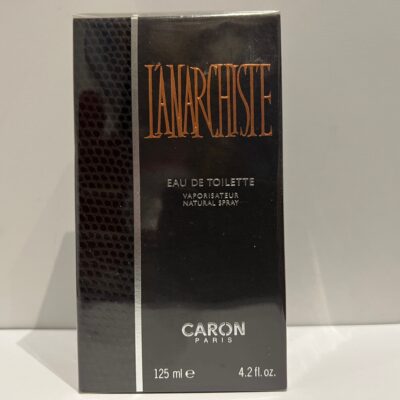 L'ANARCHISTE
EAU DE TOILETTE
VAPORISATEUR
NATURAL SPRAY
CARON
PARIS
125 ml ℮ 4.2 fl. oz.